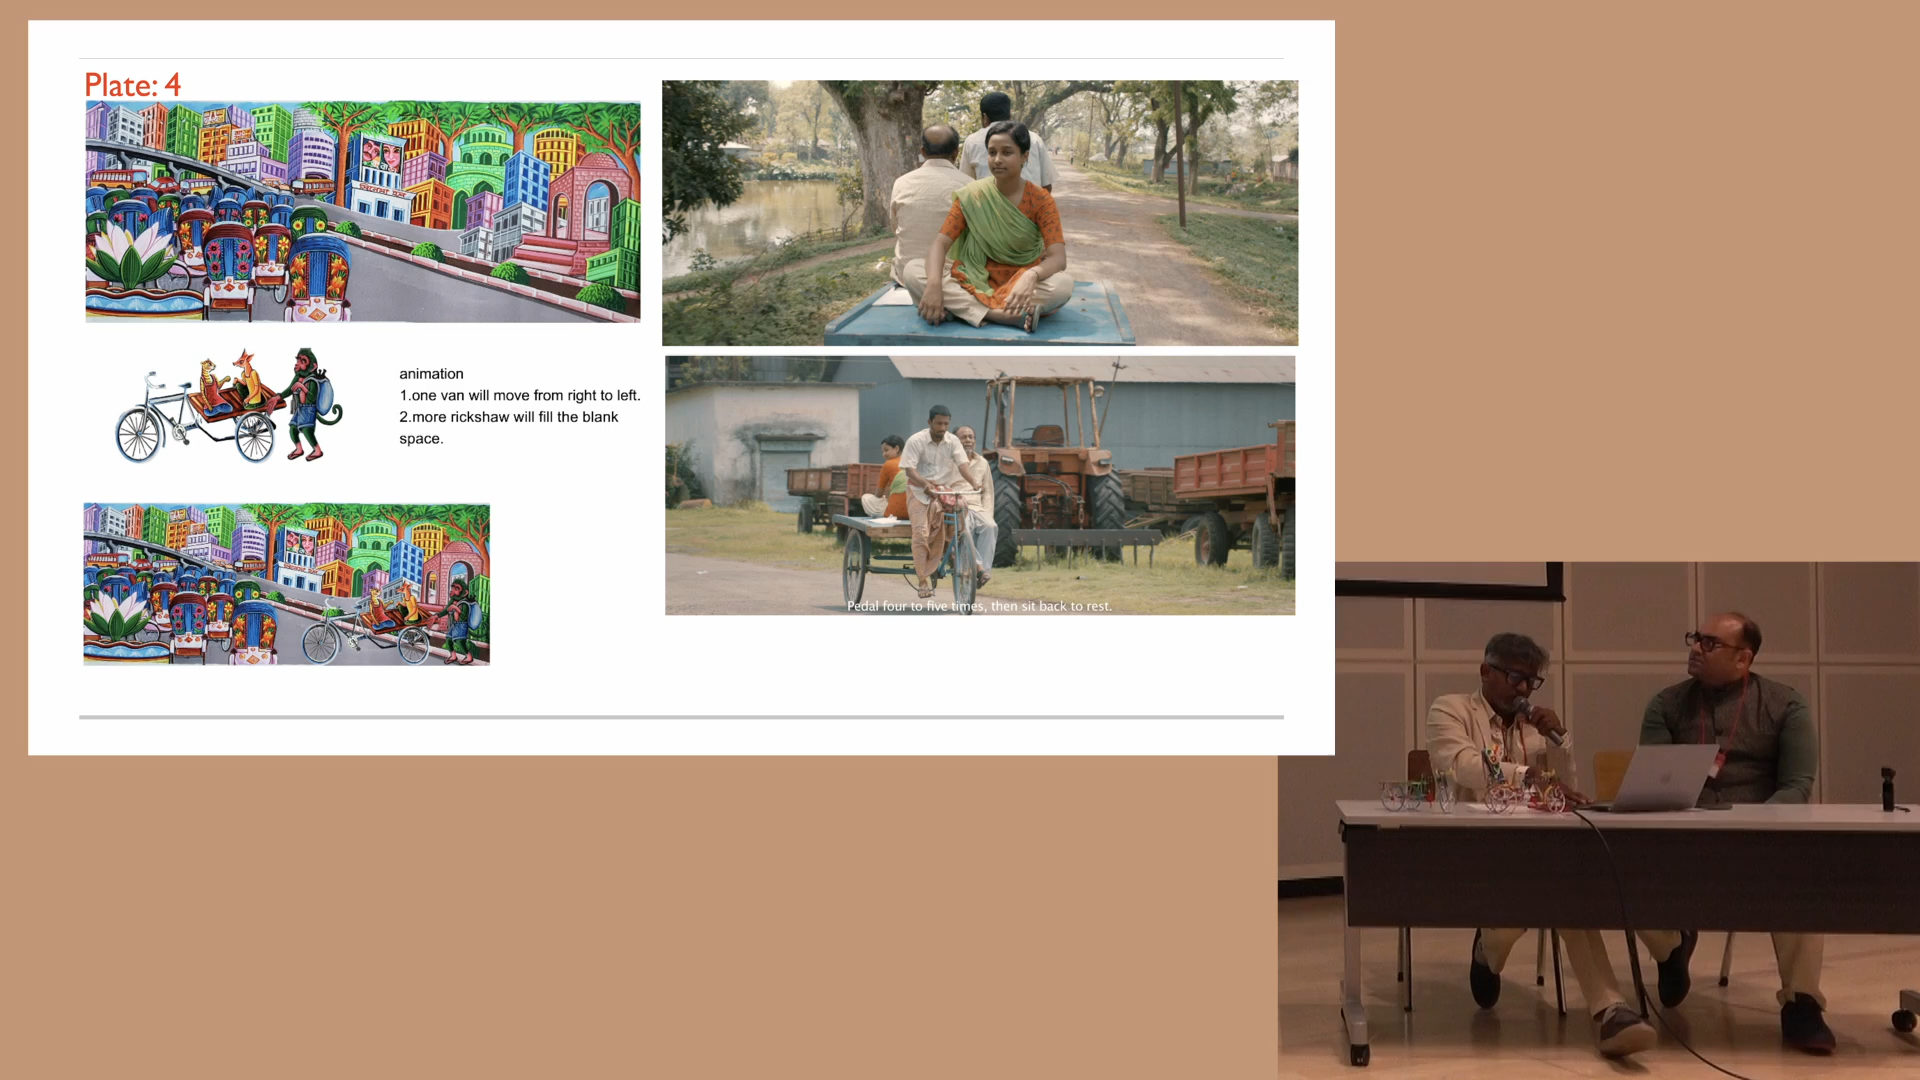 Plate: 4
animation
1.one van will move from right to left.
2.more rickshaw will fill the blank
space.
Pedal four to five times, then sit back to rest.